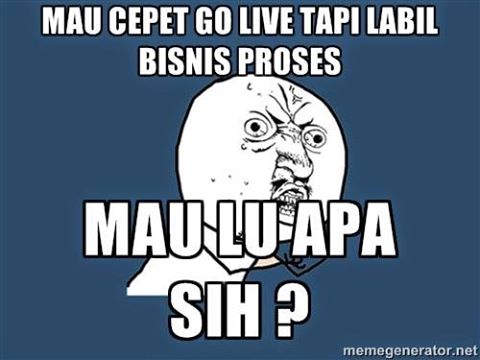 MAU CEPET GO LIVE TAPI LABIL
BISNIS PROSES
MAU LU APA
SIH ?
memegenerator.net